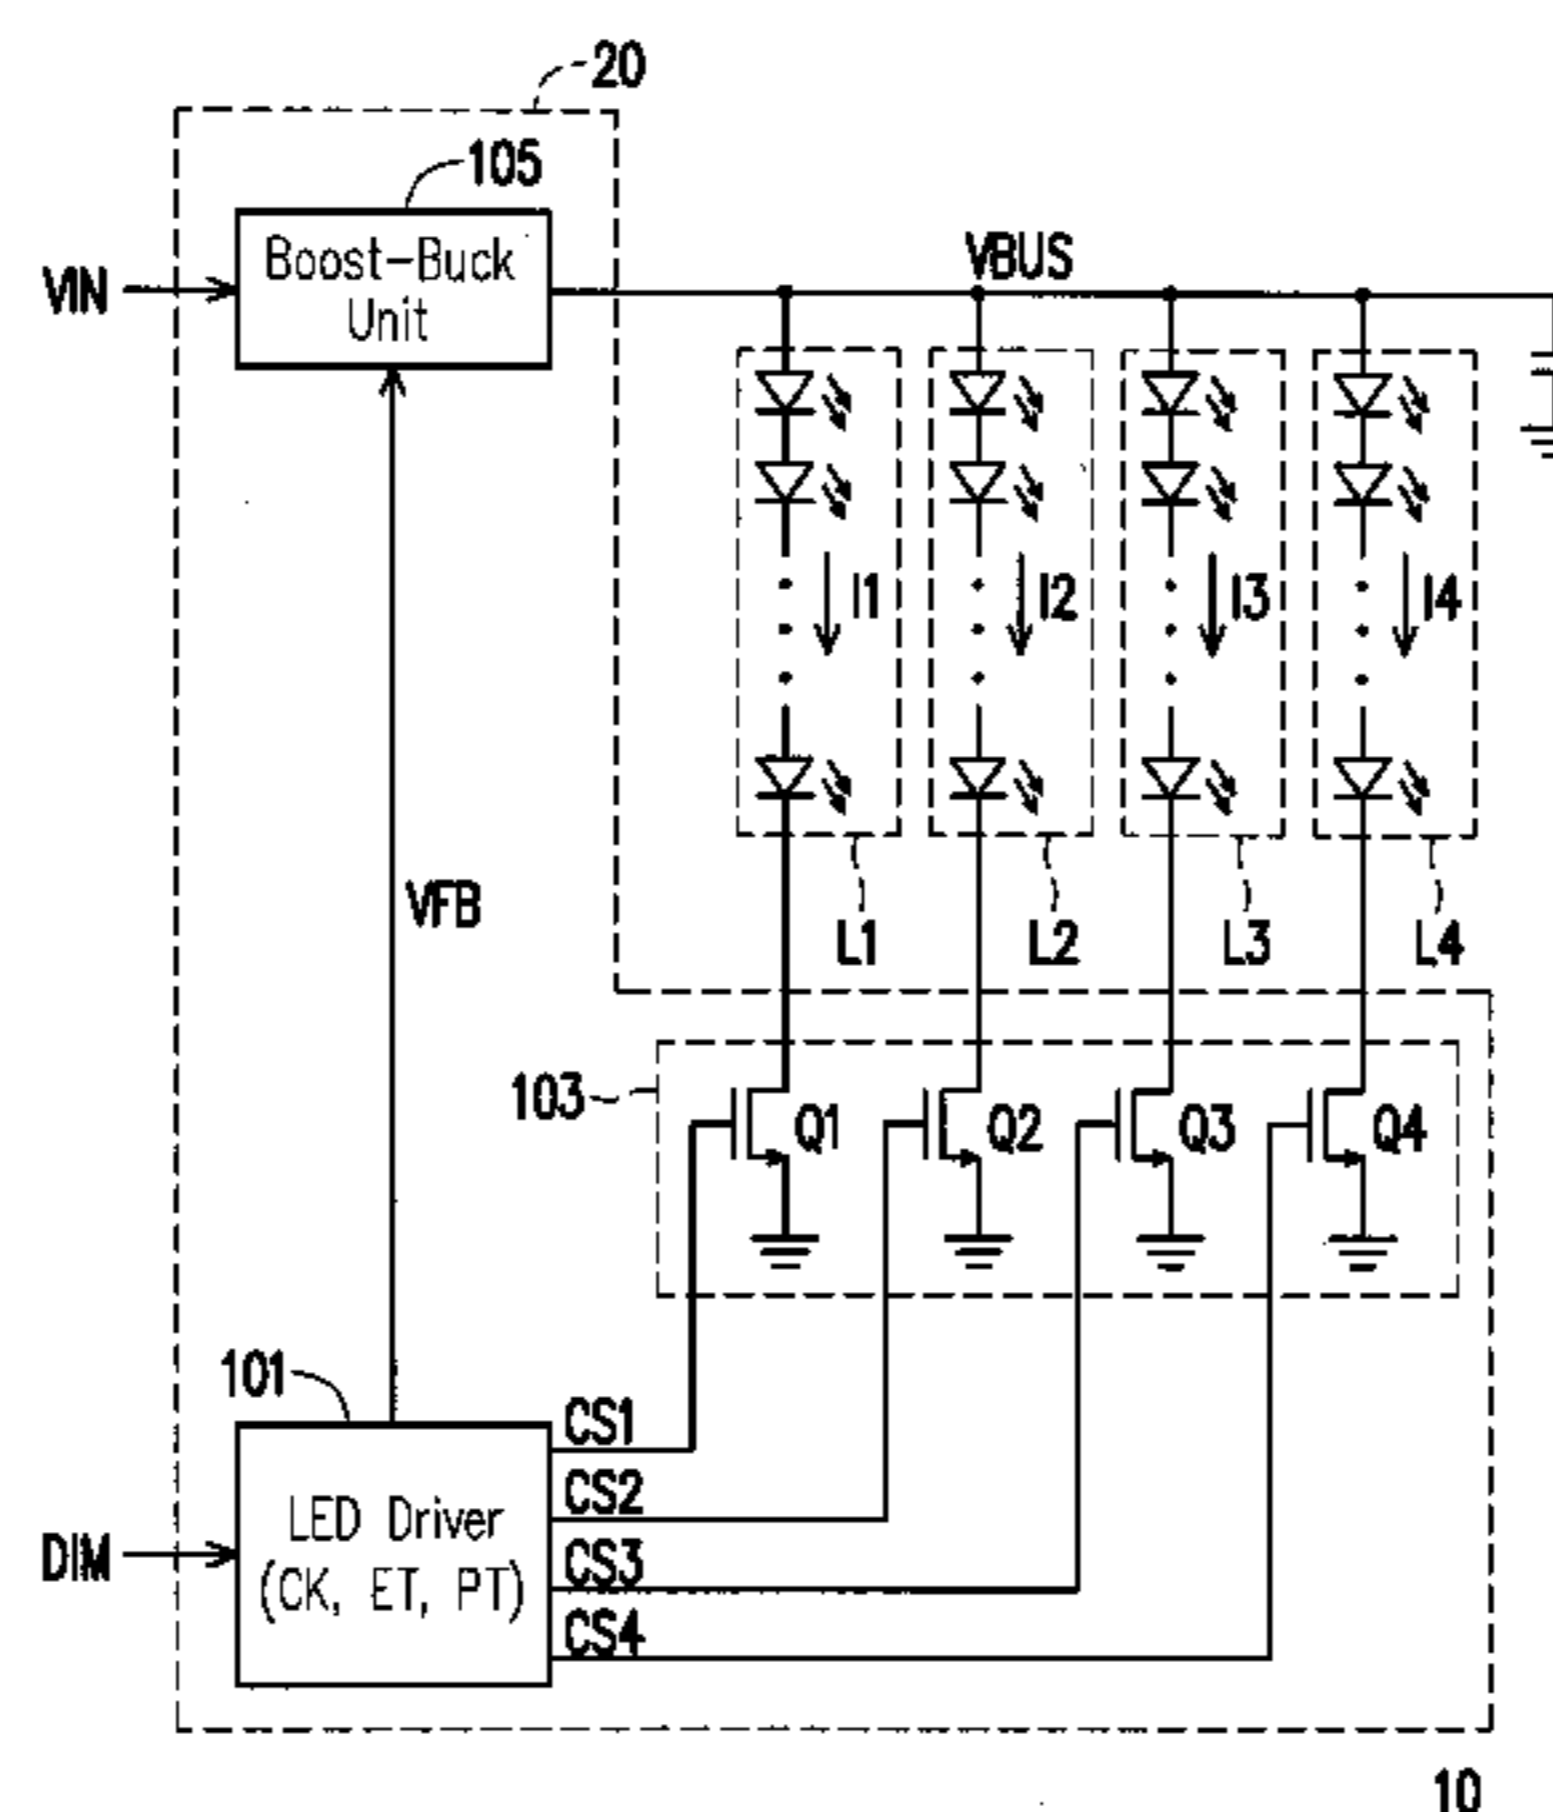 20
105
Boost-Buck
Unit
VIN
VBUS
I1
I2
I3
I4
VFB
L1
L2
L3
L4
103
Q1
Q2
Q3
Q4
101
CS1
CS2
CS3
CS4
LED Driver
(CK, ET, PT)
DIM
10